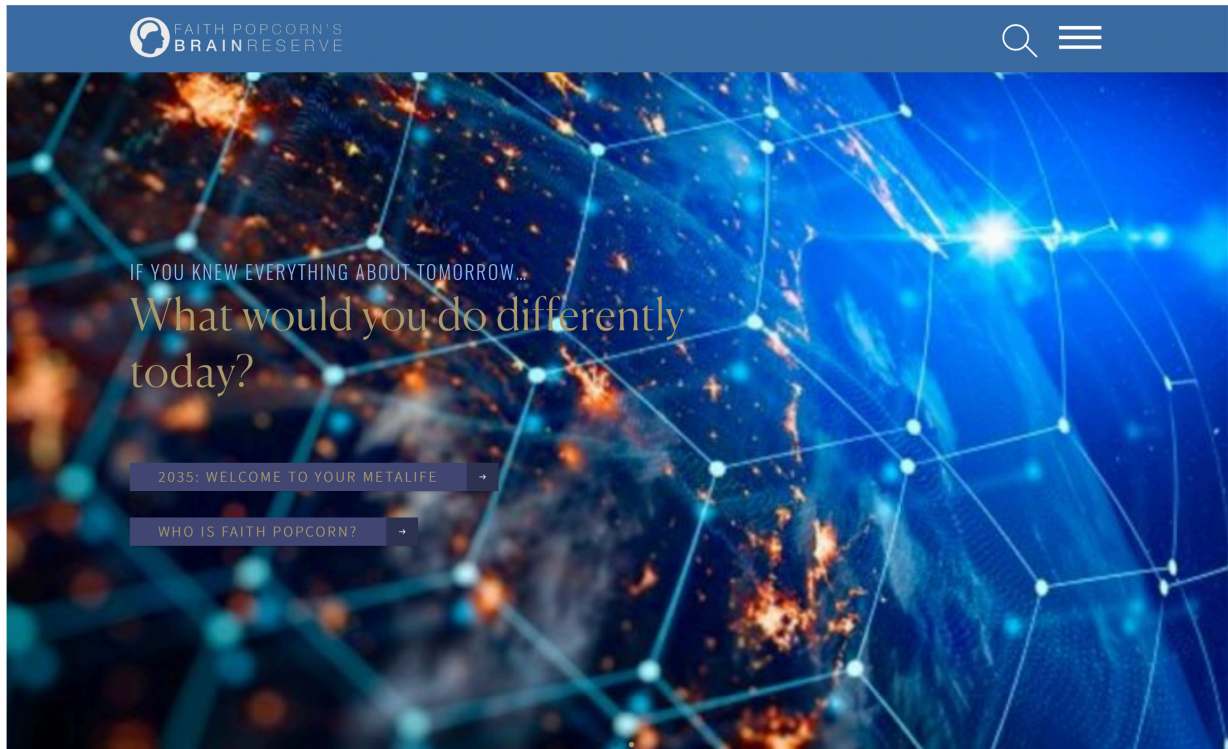 FAITH POPCORN'S
BRAINRESERVE
IF YOU KNEW EVERYTHING ABOUT TOMORROW...
What would you do differently
today?
2035: WELCOME TO YOUR METALIFE
WHO IS FAITH POPCORN?